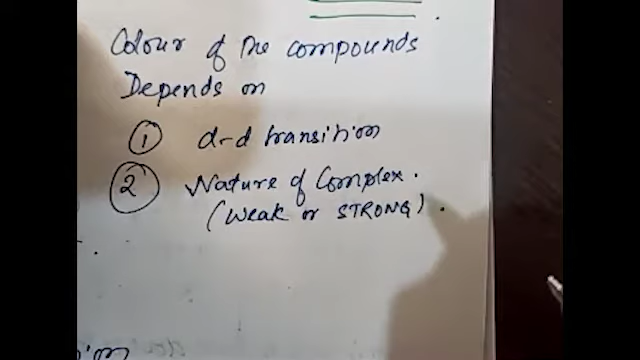 Colour of the compounds
Depends on
① d-d transition
② Nature of Complex.
(Weak or STRONG).